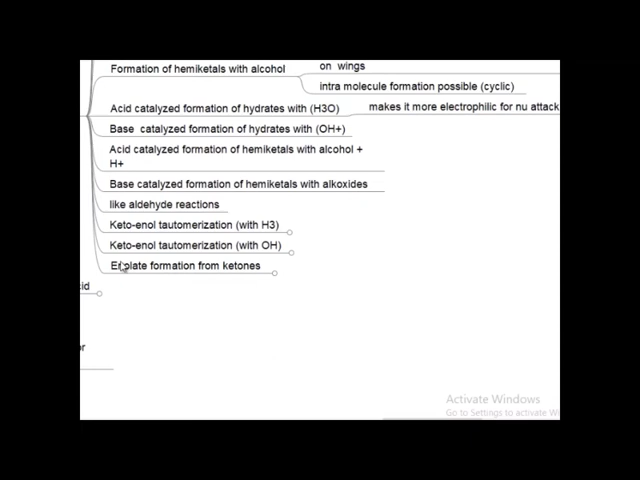 Formation of hemiketals with alcohol
on wings
intra molecule formation possible (cyclic)
Acid catalyzed formation of hydrates with (H3O)
makes it more electrophilic for nu attack
Base catalyzed formation of hydrates with (OH+)
Acid catalyzed formation of hemiketals with alcohol +
H+
Base catalyzed formation of hemiketals with alkoxides
like aldehyde reactions
Keto-enol tautomerization (with H3)
Keto-enol tautomerization (with OH)
Enolate formation from ketones
cid
or
Activate Windows
Go to Settings to activate Wi